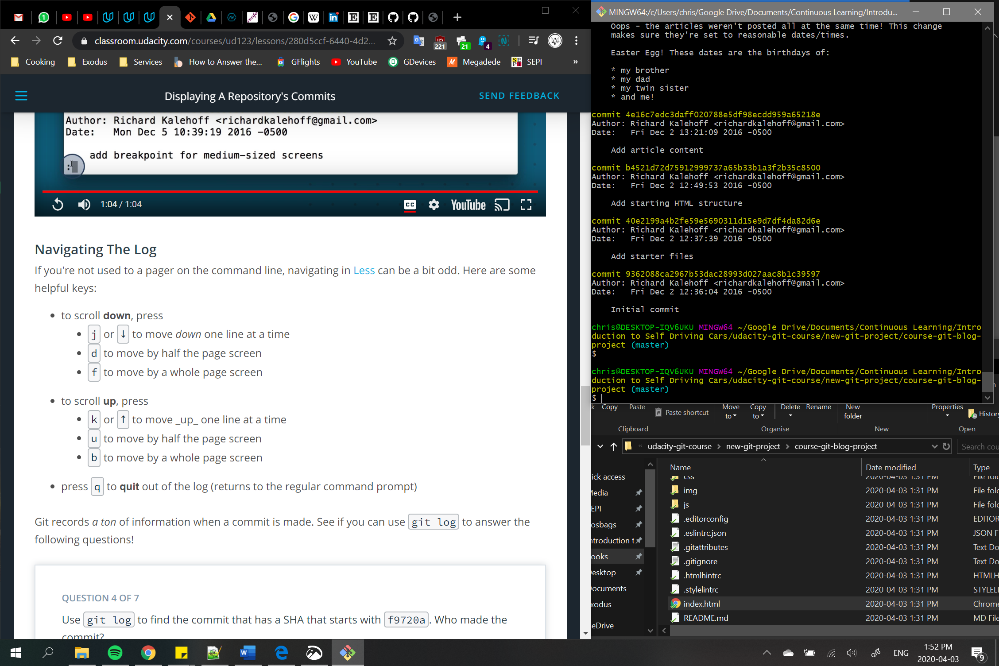 classroom.udacity.com/courses/ud123/lessons/280d5ccf-6440-4d2...
221
21
4
Cooking
Exodus
Services
How to Answer the...
GFlights
YouTube
GDevices
Megadede
SEPI
»
Displaying A Repository's Commits
SEND FEEDBACK
Author: Richard Kalehoff <richardkalehoff@gmail.com>
Date:   Mon Dec 5 10:39:19 2016 -0500
add breakpoint for medium-sized screens
:
1:04 / 1:04
CC
YouTube
Navigating The Log
If you're not used to a pager on the command line, navigating in Less can be a bit odd. Here are some
helpful keys:
• to scroll down, press
• j or ↓ to move down one line at a time
• d to move by half the page screen
• f to move by a whole page screen
• to scroll up, press
• k or ↑ to move _up_ one line at a time
• u to move by half the page screen
• b to move by a whole page screen
• press q to quit out of the log (returns to the regular command prompt)
Git records a ton of information when a commit is made. See if you can use git log to answer the
following questions!
QUESTION 4 OF 7
Use git log to find the commit that has a SHA that starts with f9720a. Who made the
commit?
MINGW64:/c/Users/chris/Google Drive/Documents/Continuous Learning/Introdu...
Oops - the articles weren't posted all at the same time! This change
makes sure they're set to reasonable dates/times.
Easter Egg! These dates are the birthdays of:
* my brother
* my dad
* my twin sister
* and me!
commit 4e16c7edc3daff020788e5df98ecdd959a65218e
Author: Richard Kalehoff <richardkalehoff@gmail.com>
Date:   Fri Dec 2 13:21:09 2016 -0500
Add article content
commit b4521d72d75912999737a65b33b1a3f2b35c8500
Author: Richard Kalehoff <richardkalehoff@gmail.com>
Date:   Fri Dec 2 12:49:53 2016 -0500
Add starting HTML structure
commit 40e2199a4b2fe59e5690311d15e9d7df4da82d6e
Author: Richard Kalehoff <richardkalehoff@gmail.com>
Date:   Fri Dec 2 12:37:39 2016 -0500
Add starter files
commit 9362088ca2967b53dac28993d027aac8b1c39597
Author: Richard Kalehoff <richardkalehoff@gmail.com>
Date:   Fri Dec 2 12:36:04 2016 -0500
Initial commit
chris@DESKTOP-IQV6UKU MINGW64 ~/Google Drive/Documents/Continuous Learning/Intro
duction to Self Driving Cars/udacity-git-course/new-git-project/course-git-blog-
project (master)
$
chris@DESKTOP-IQV6UKU MINGW64 ~/Google Drive/Documents/Continuous Learning/Intro
duction to Self Driving Cars/udacity-git-course/new-git-project/course-git-blog-
project (master)
$
k Copy Paste Paste shortcut Move to Copy to Delete Rename New folder Properties History
Clipboard Organise New Open
« udacity-git-course > new-git-project > course-git-blog-project
Search cou
Name Date modified Type
ick access
Media
EPI
osbags
ntroduction t
ooks
esktop
ocuments
xodus
eDrive
css 2020-04-03 1:31 PM File fold
img 2020-04-03 1:31 PM File fold
js 2020-04-03 1:31 PM File fold
.editorconfig 2020-04-03 1:31 PM EDITOR
.eslintrc.json 2020-04-03 1:31 PM JSON F
.gitattributes 2020-04-03 1:31 PM Text Do
.gitignore 2020-04-03 1:31 PM Text Do
.htmlhintrc 2020-04-03 1:31 PM HTMLH
.stylelintrc 2020-04-03 1:31 PM STYLELI
index.html 2020-04-03 1:31 PM Chrome
README.md 2020-04-03 1:31 PM MD File
ENG
1:52 PM
2020-04-03
9